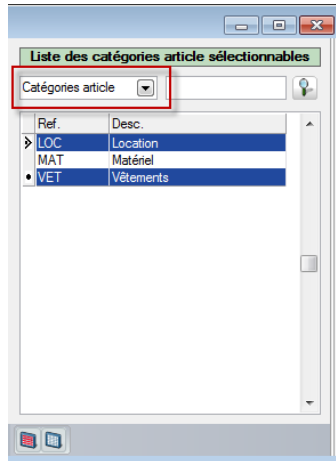 Liste des catégories article sélectionnables
Catégories article
Ref. Desc.
LOC Location
MAT Matériel
VET Vêtements